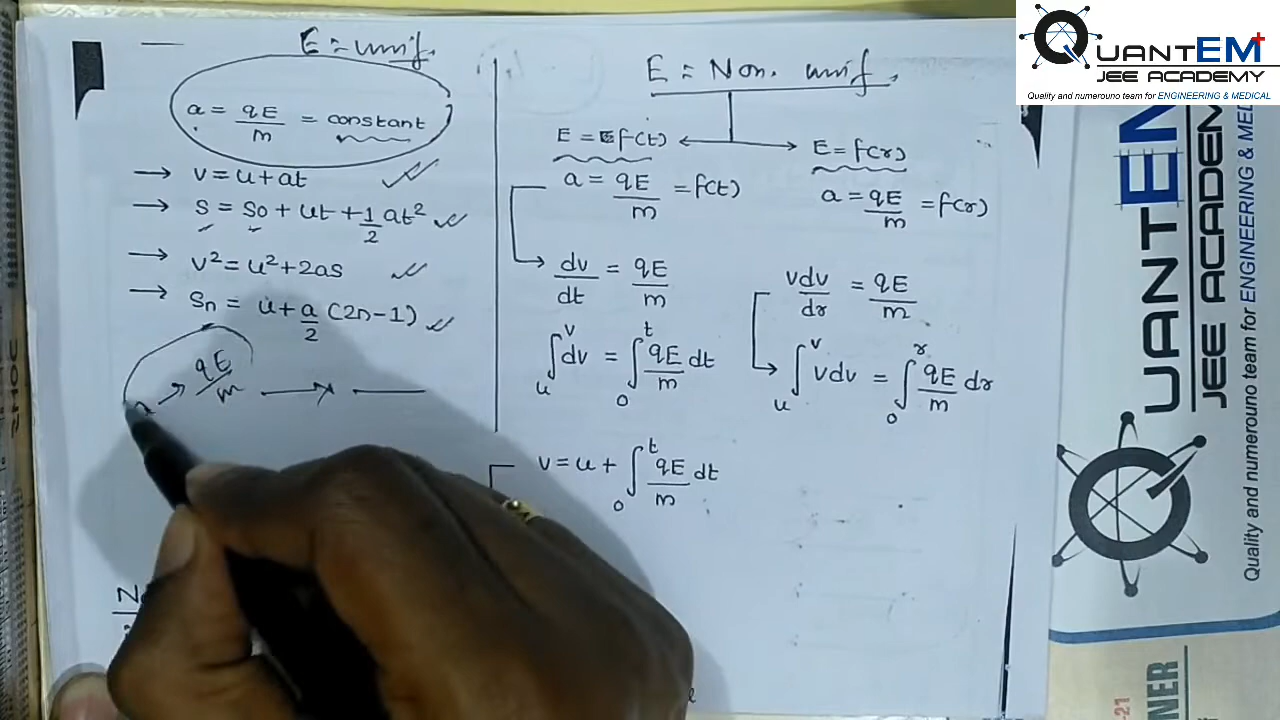 E = unif.
a = qE/m = constant
→ v = u + at
→ s = s0 + ut + 1/2 at²
→ v² = u² + 2as
→ Sn = u + a/2 (2n-1)
a → qE/m
E = Non. unif.
E = f(t)
a = qE/m = f(t)
dv/dt = qE/m
∫_u^v dv = ∫_0^t qE/m dt
v = u + ∫_0^t qE/m dt
E = f(r)
a = qE/m = f(r)
vdv/dr = qE/m
∫_u^v vdv = ∫_0^r qE/m dr
QUANTEM+
JEE ACADEMY
Quality and numerouno team for ENGINEERING & MEDICAL
QUANTEM
JEE ACADEMY
Quality and numerouno team for ENGINEERING & MED